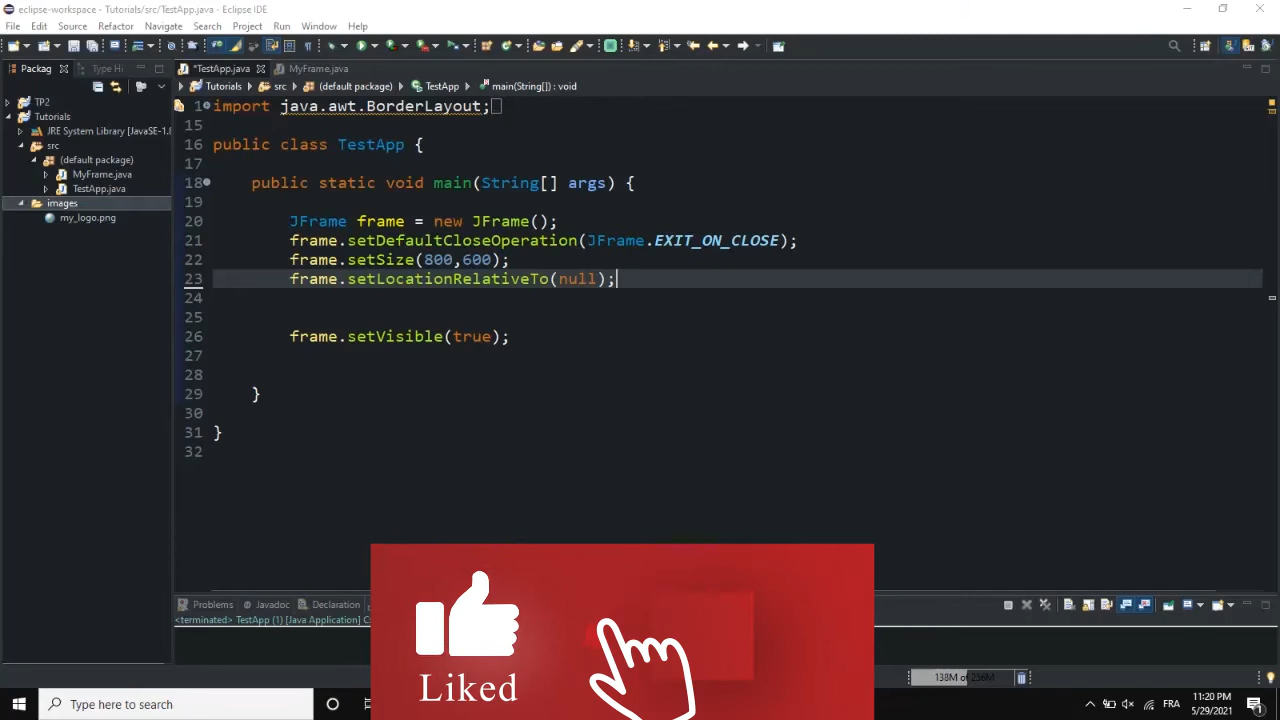 eclipse-workspace - Tutorials/src/TestApp.java - Eclipse IDE
File Edit Source Refactor Navigate Search Project Run Window Help
Packag Type Hi *TestApp.java MyFrame.java
Tutorials src (default package) TestApp main(String[]) : void
TP2
Tutorials
JRE System Library [JavaSE-1.
src
(default package)
MyFrame.java
TestApp.java
images
my_logo.png
1 import java.awt.BorderLayout;
15
16 public class TestApp {
17
18 public static void main(String[] args) {
19
20 JFrame frame = new JFrame();
21 frame.setDefaultCloseOperation(JFrame.EXIT_ON_CLOSE);
22 frame.setSize(800,600);
23 frame.setLocationRelativeTo(null);
24
25
26 frame.setVisible(true);
27
28
29 }
30
31 }
32
Problems Javadoc Declaration
<terminated> TestApp (1) [Java Application] C
Liked
138M of 256M
Type here to search
FRA
11:20 PM
5/29/2021
1